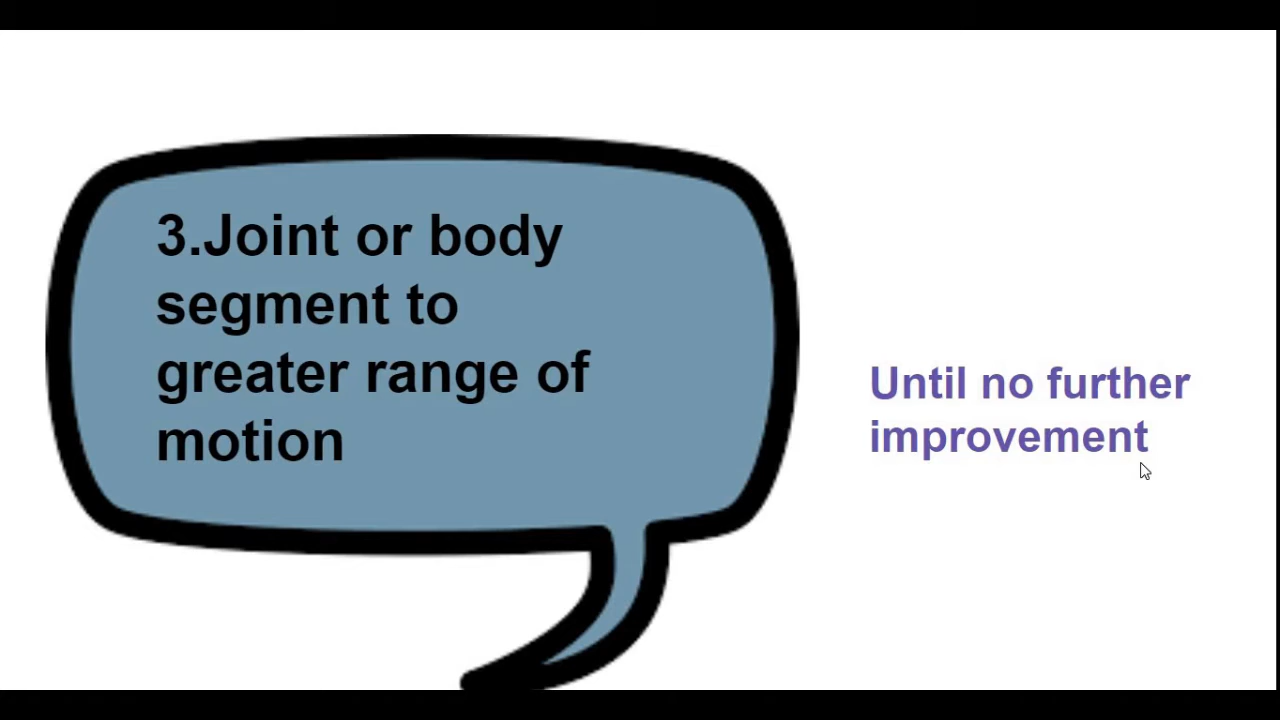 3.Joint or body
segment to
greater range of
motion
Until no further
improvement